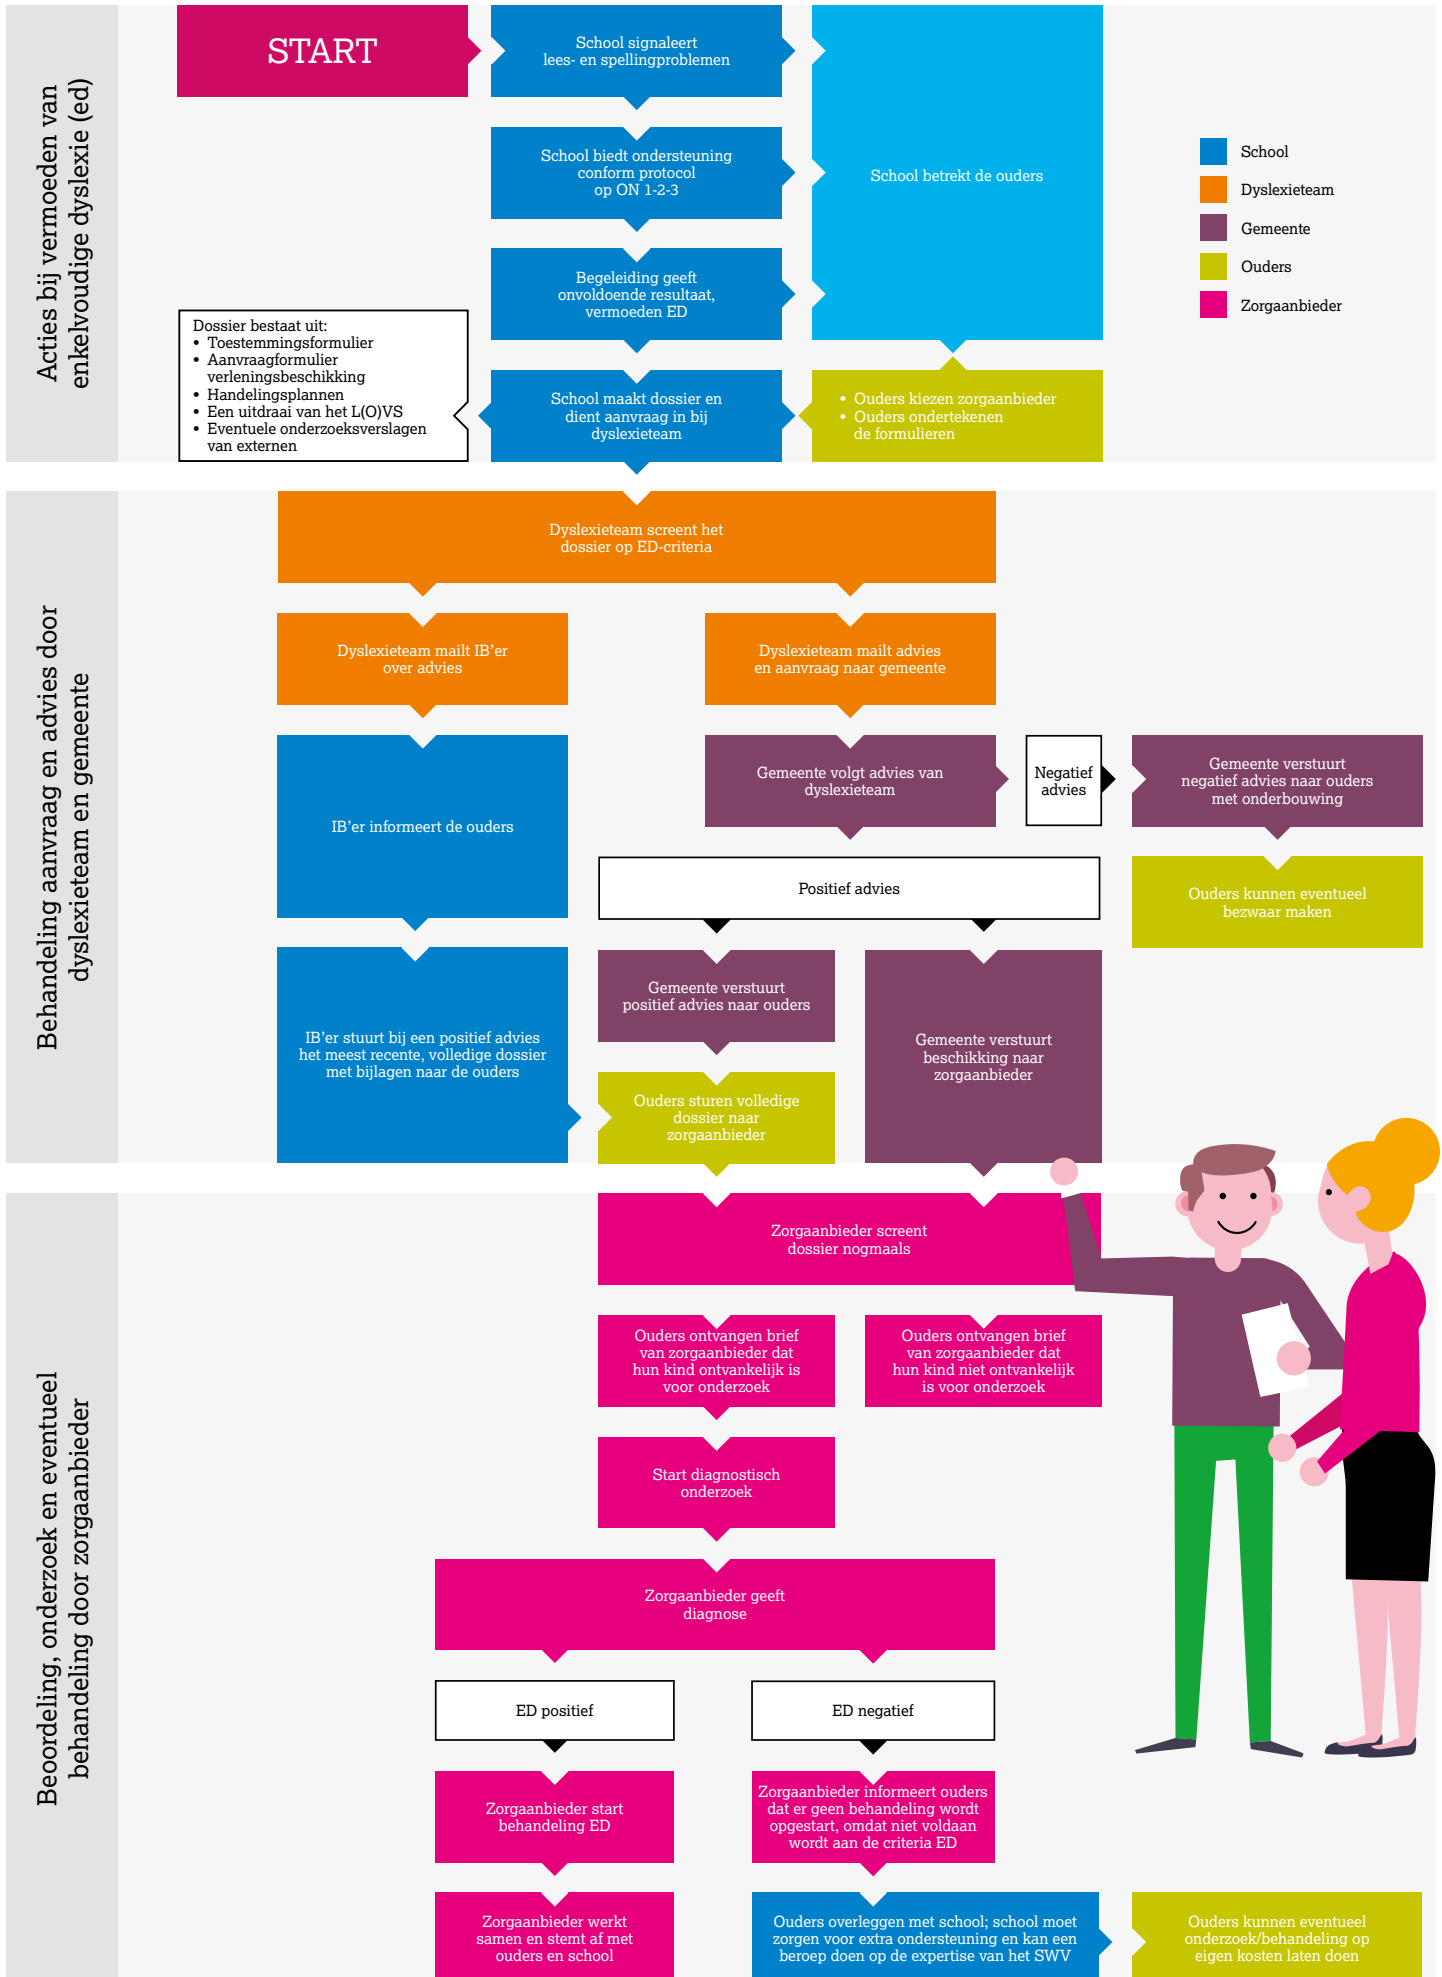 Acties bij vermoeden van
enkelvoudige dyslexie (ed)
START
School signaleert
lees- en spellingproblemen
School biedt ondersteuning
conform protocol
op ON 1-2-3
School betrekt de ouders
Begeleiding geeft
onvoldoende resultaat,
vermoeden ED
School
Dyslexieteam
Gemeente
Ouders
Zorgaanbieder
Dossier bestaat uit:
• Toestemmingsformulier
• Aanvraagformulier
verleningsbeschikking
• Handelingsplannen
• Een uitdraai van het L(O)VS
• Eventuele onderzoeksverslagen
van externen
School maakt dossier en
dient aanvraag in bij
dyslexieteam
• Ouders kiezen zorgaanbieder
• Ouders ondertekenen
de formulieren
Behandeling aanvraag en advies door
dyslexieteam en gemeente
Dyslexieteam screent het
dossier op ED-criteria
Dyslexieteam mailt IB'er
over advies
Dyslexieteam mailt advies
en aanvraag naar gemeente
IB'er informeert de ouders
Gemeente volgt advies van
dyslexieteam
Negatief
advies
Gemeente verstuurt
negatief advies naar ouders
met onderbouwing
Positief advies
Ouders kunnen eventueel
bezwaar maken
IB'er stuurt bij een positief advies
het meest recente, volledige dossier
met bijlagen naar de ouders
Gemeente verstuurt
positief advies naar ouders
Gemeente verstuurt
beschikking naar
zorgaanbieder
Ouders sturen volledige
dossier naar
zorgaanbieder
Beoordeling, onderzoek en eventueel
behandeling door zorgaanbieder
Zorgaanbieder screent
dossier nogmaals
Ouders ontvangen brief
van zorgaanbieder dat
hun kind ontvankelijk is
voor onderzoek
Ouders ontvangen brief
van zorgaanbieder dat
hun kind niet ontvankelijk
is voor onderzoek
Start diagnostisch
onderzoek
Zorgaanbieder geeft
diagnose
ED positief
ED negatief
Zorgaanbieder start
behandeling ED
Zorgaanbieder informeert ouders
dat er geen behandeling wordt
opgestart, omdat niet voldaan
wordt aan de criteria ED
Zorgaanbieder werkt
samen en stemt af met
ouders en school
Ouders overleggen met school; school moet
zorgen voor extra ondersteuning en kan een
beroep doen op de expertise van het SWV
Ouders kunnen eventueel
onderzoek/behandeling op
eigen kosten laten doen